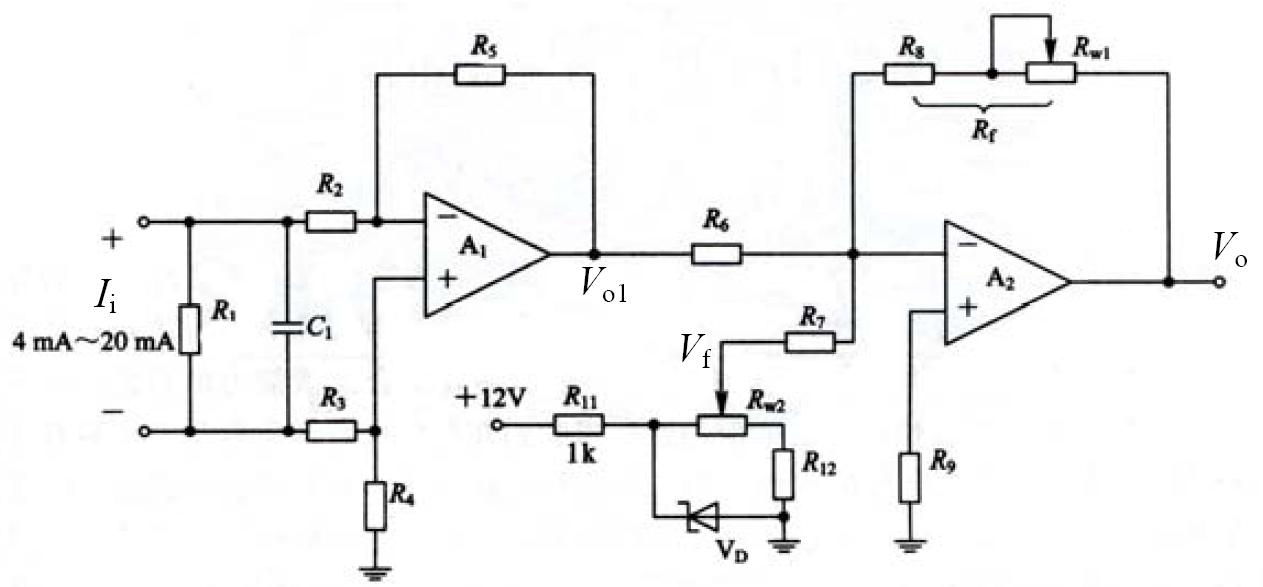 R5
R8
Rw1
Rf
R2
R6
Vo
+
−
A1
−
A2
Ii
+
Vo1
+
R1
C1
R7
4 mA～20 mA
Vf
−
R3
+12V
R11
Rw2
1k
R12
R9
R4
VD